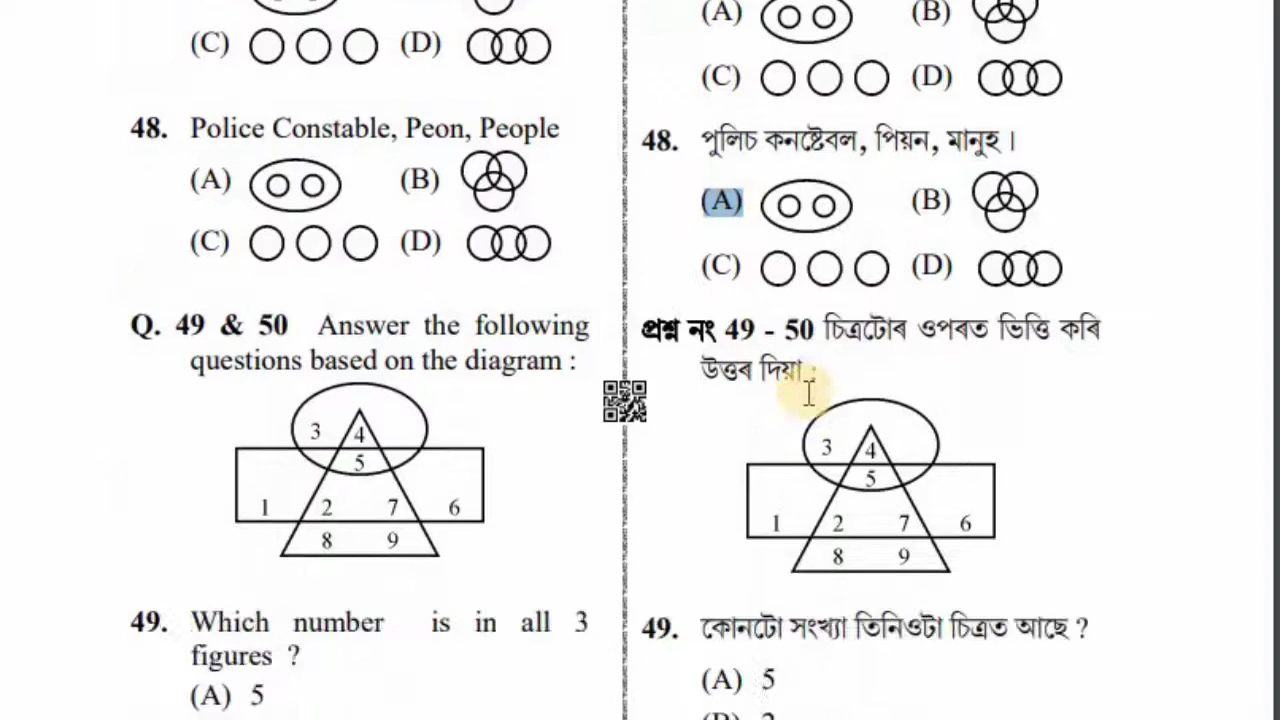 (C) (D)
48. Police Constable, Peon, People
(A) (B)
(C) (D)
Q. 49 & 50 Answer the following
questions based on the diagram :
3 4
5
1 2 7 6
8 9
49. Which number is in all 3
figures ?
(A) 5
(A) (B)
(C) (D)
48. পুলিচ কনষ্টেবল, পিয়ন, মানুহ ।
(A) (B)
(C) (D)
প্ৰশ্ন নং 49 - 50 চিত্ৰটোৰ ওপৰত ভিত্তি কৰি
উত্তৰ দিয়া :
3 4
5
1 2 7 6
8 9
49. কোনটো সংখ্যা তিনিওটা চিত্ৰত আছে ?
(A) 5